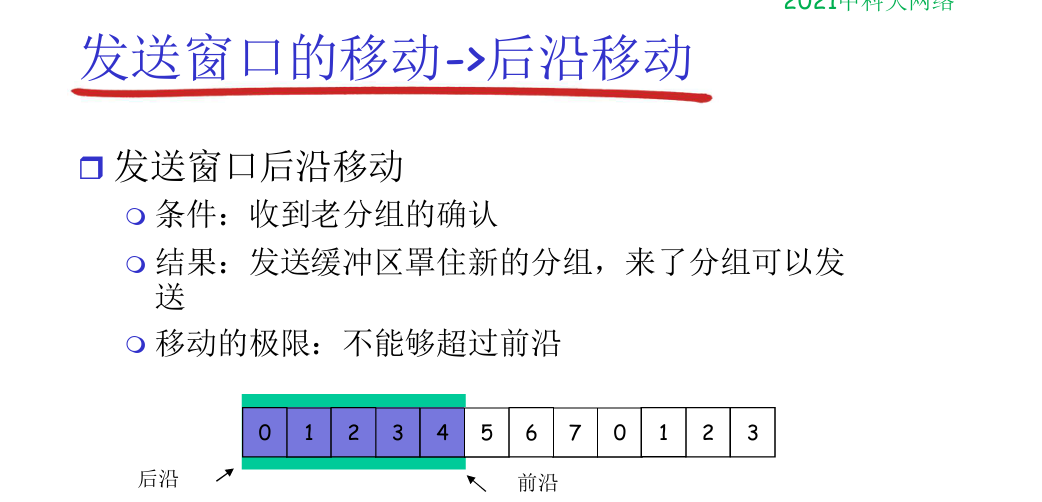 2021中科大网络
发送窗口的移动->后沿移动
发送窗口后沿移动
条件：收到老分组的确认
结果：发送缓冲区罩住新的分组，来了分组可以发
送
移动的极限：不能够超过前沿
0 1 2 3 4 5 6 7 0 1 2 3
后沿 前沿